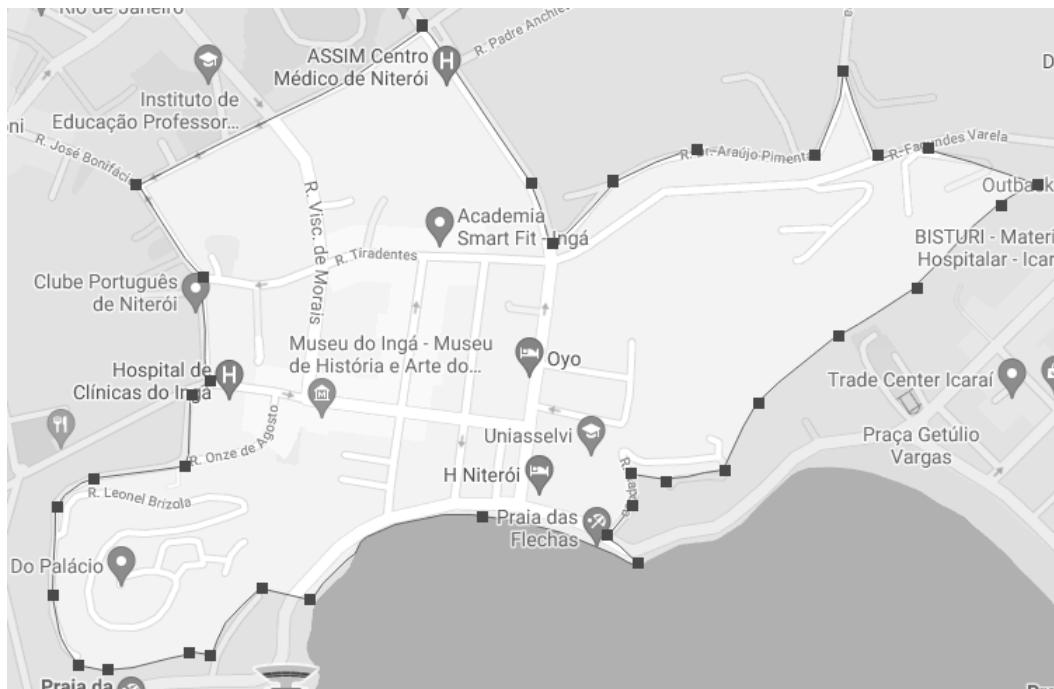 Rio de Janeiro
R. Padre Anchie
ASSIM Centro
Médico de Niterói
Instituto de
Educação Professor...
oni
R. José Bonifáci
R. Visc. de Morais
R. Dr. Araújo Pimenta
R. Fagundes Varela
Outback
Academia
Smart Fit - Ingá
R. Tiradentes
BISTURI - Materi
Hospitalar - Icar
Clube Português
de Niterói
Museu do Ingá - Museu
de História e Arte do...
Oyo
Hospital de
Clínicas do Ingá
Trade Center Icaraí
R. Onze de Agosto
Uniasselvi
Praça Getúlio
Vargas
H Niterói
R. Leonel Brizola
Praia das
Flechas
Do Palácio
Praia da